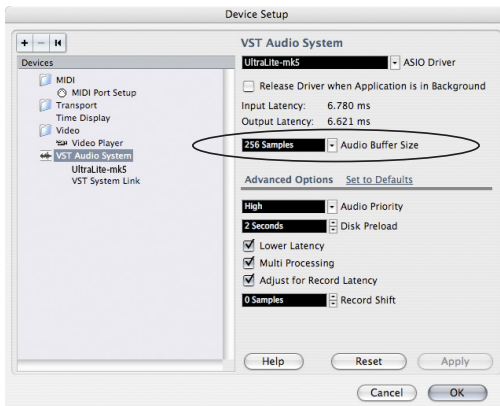 Device Setup
+ -
Devices
MIDI
MIDI Port Setup
Transport
Time Display
Video
Video Player
VST Audio System
UltraLite-mk5
VST System Link
VST Audio System
UltraLite-mk5 ASIO Driver
Release Driver when Application is in Background
Input Latency: 6.780 ms
Output Latency: 6.621 ms
256 Samples Audio Buffer Size
Advanced Options Set to Defaults
High Audio Priority
2 Seconds Disk Preload
Lower Latency
Multi Processing
Adjust for Record Latency
0 Samples Record Shift
Help Reset Apply
Cancel OK